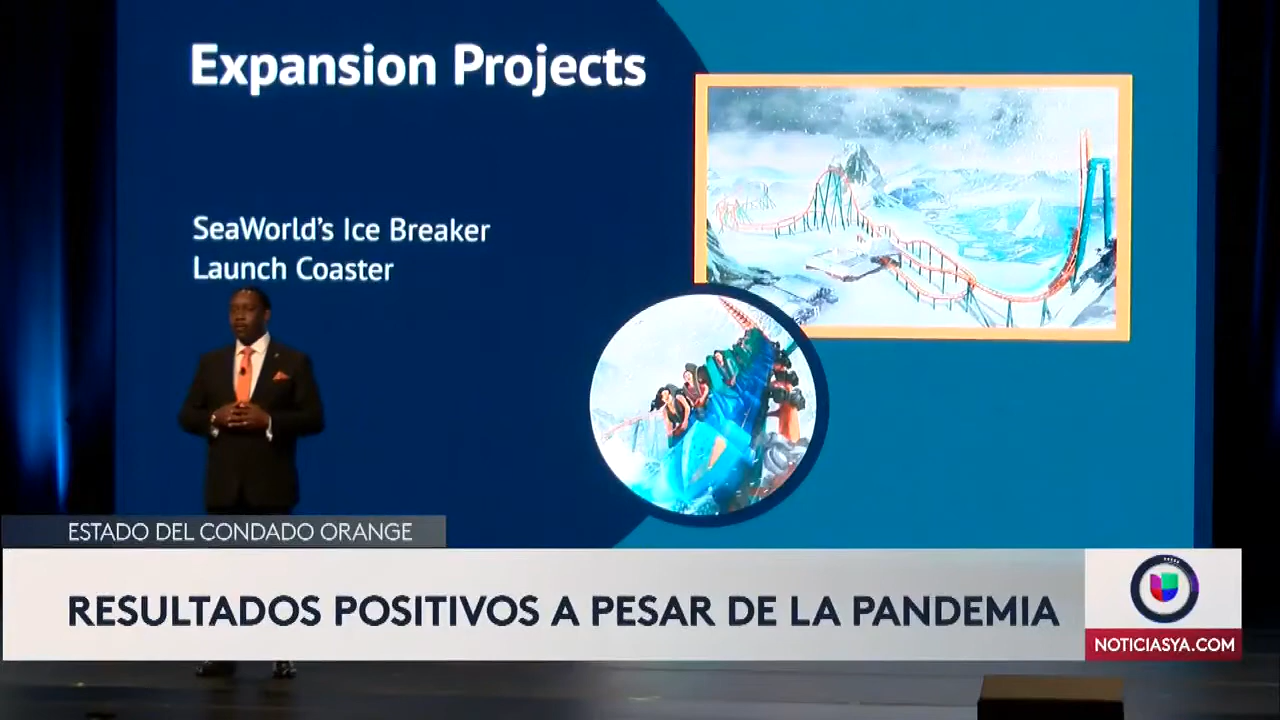 Expansion Projects
SeaWorld's Ice Breaker
Launch Coaster
ESTADO DEL CONDADO ORANGE
RESULTADOS POSITIVOS A PESAR DE LA PANDEMIA
NOTICIASYA.COM